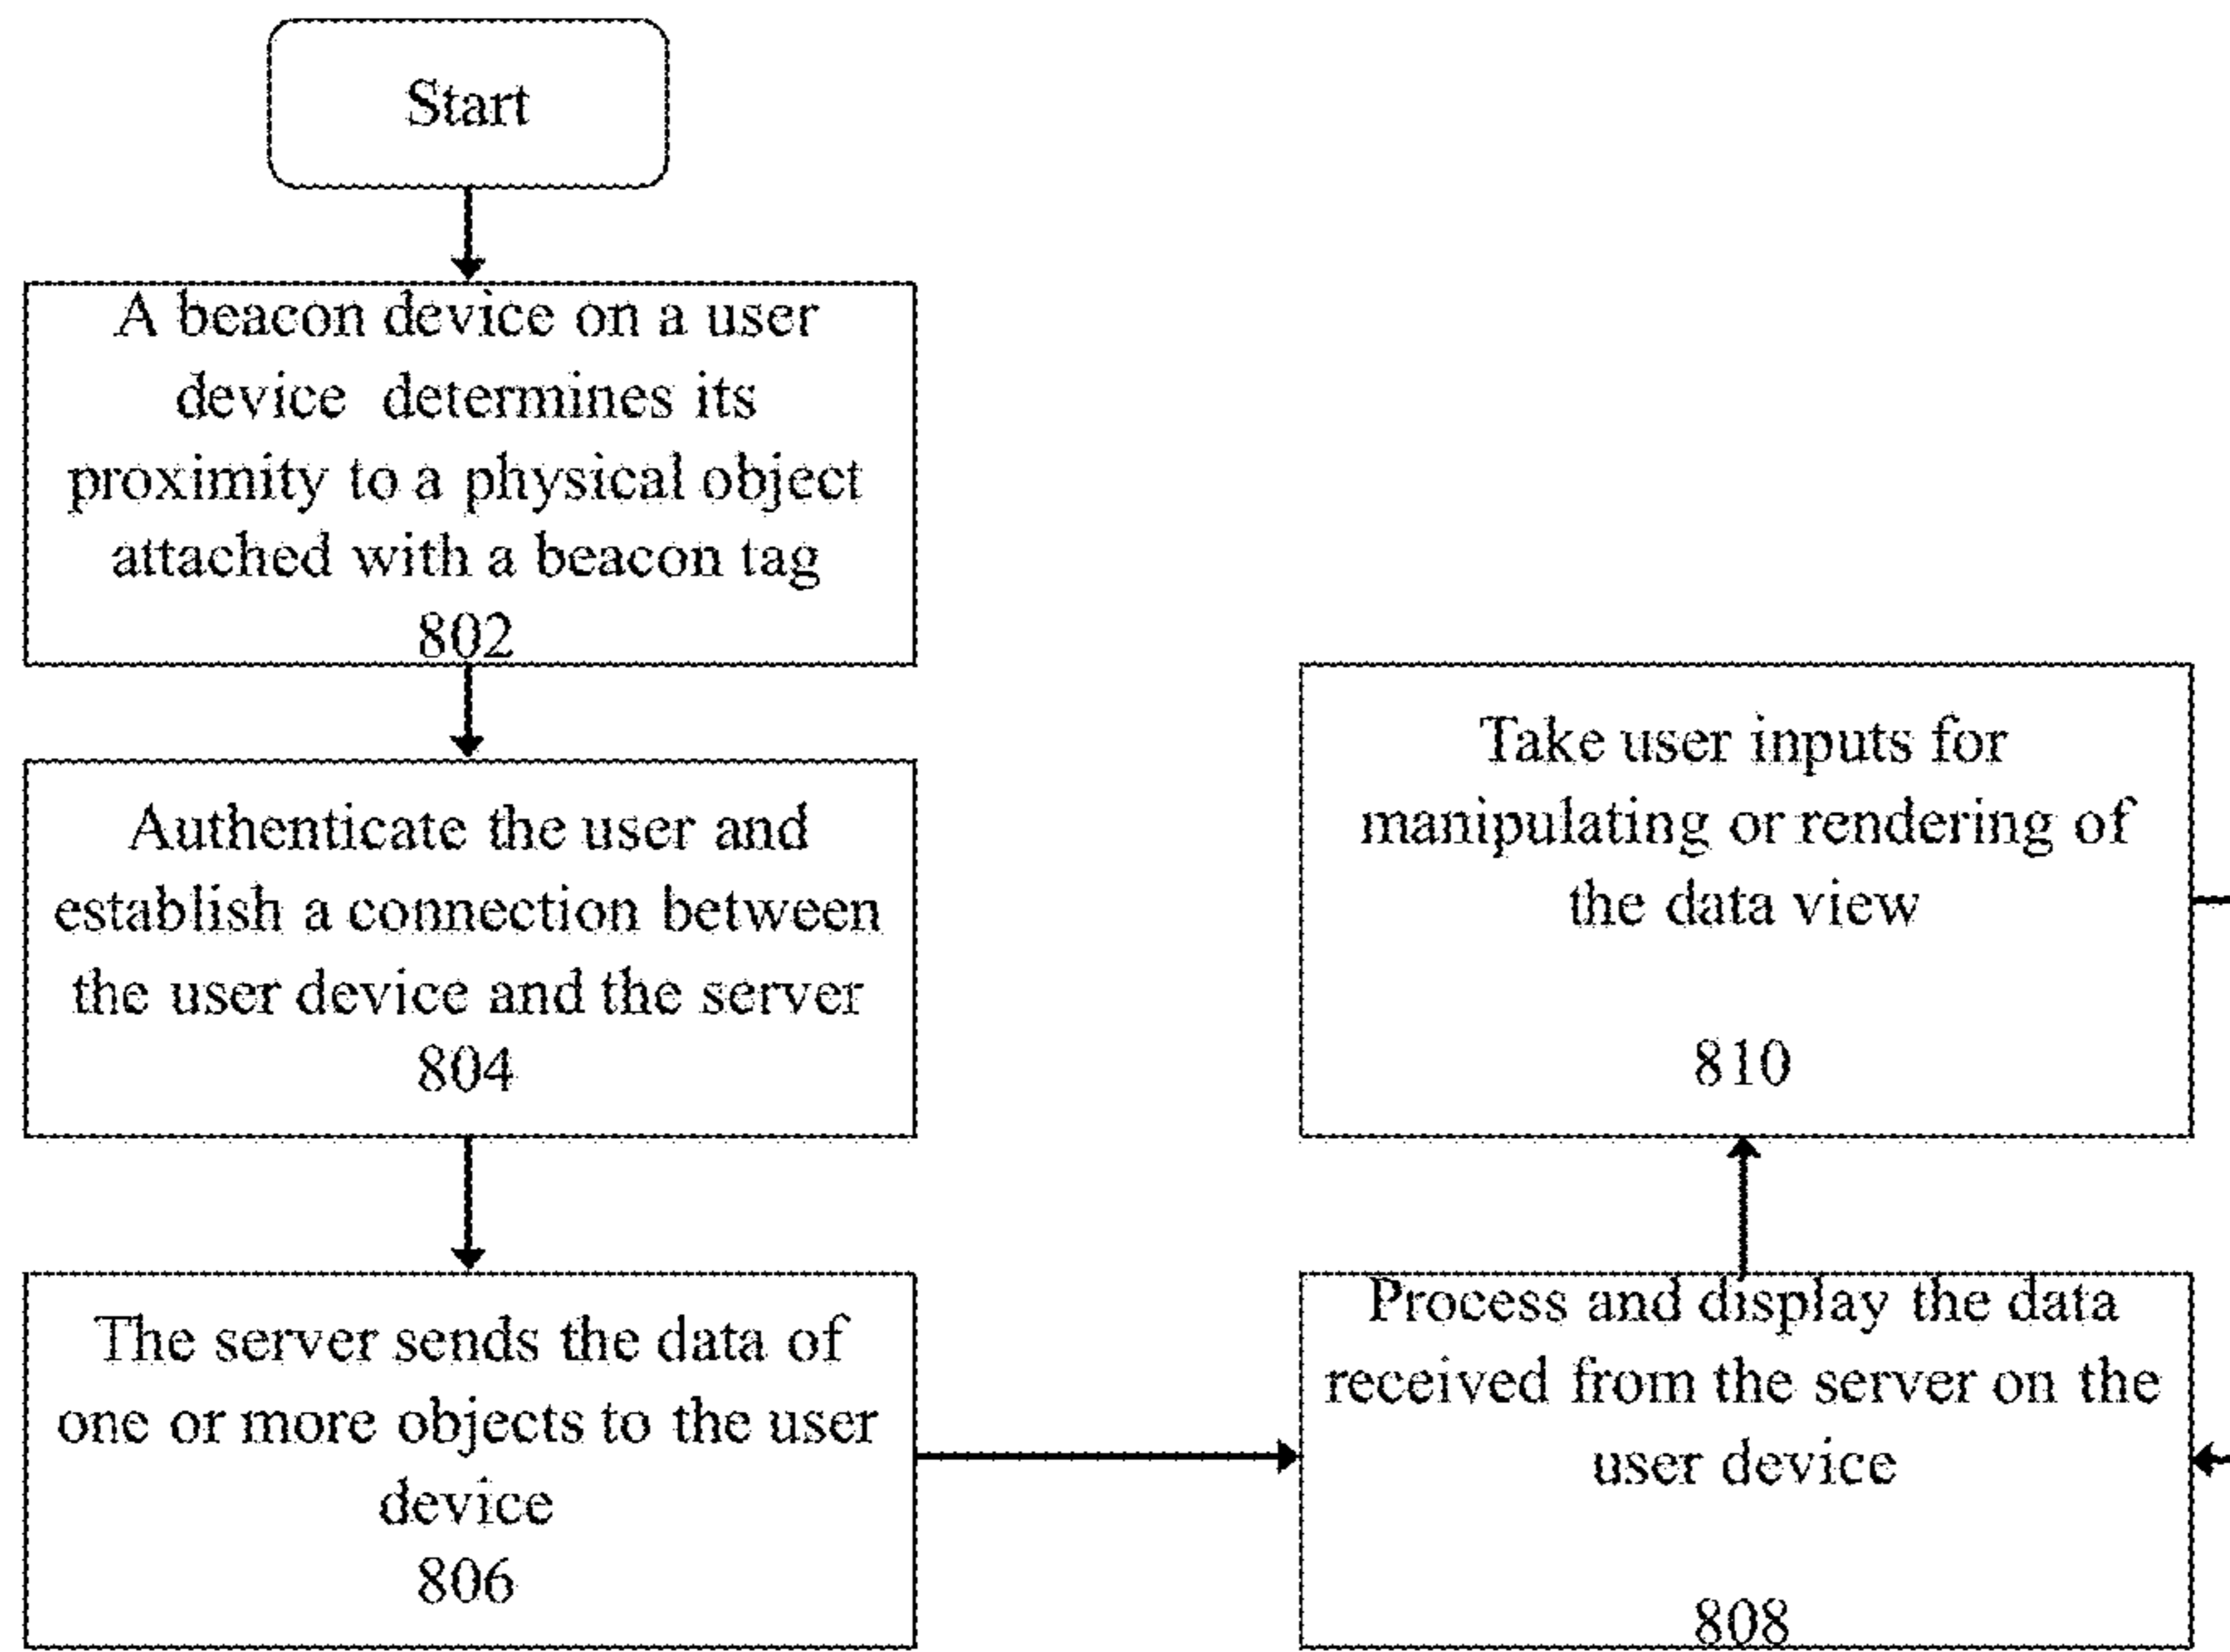 Start
A beacon device on a user
device determines its
proximity to a physical object
attached with a beacon tag
802
Authenticate the user and
establish a connection between
the user device and the server
804
The server sends the data of
one or more objects to the user
device
806
Process and display the data
received from the server on the
user device
808
Take user inputs for
manipulating or rendering of
the data view
810